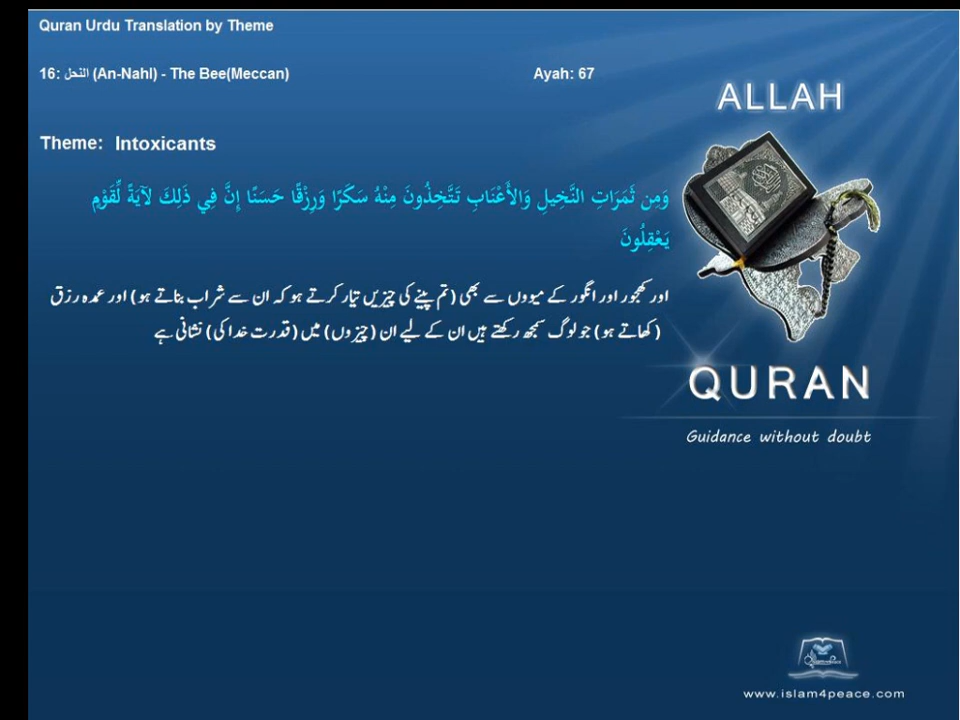 Quran Urdu Translation by Theme
16: النحل (An-Nahl) - The Bee(Meccan) Ayah: 67
ALLAH
Theme: Intoxicants
وَمِن ثَمَرَاتِ النَّخِيلِ وَالأَعْنَابِ تَتَّخِذُونَ مِنْهُ سَكَرًا وَرِزْقًا حَسَنًا إِنَّ فِي ذَلِكَ لآيَةً لِّقَوْمٍ
يَعْقِلُونَ
اور کھجور اور انگور کے میووں سے بھی (تم پینے کی چیزیں تیار کرتے ہو کہ ان سے شراب بناتے ہو) اور عمدہ رزق
(کھاتے ہو) جو لوگ سمجھ رکھتے ہیں ان کے لیے ان (چیزوں) میں (قدرت خدا کی) نشانی ہے
QURAN
Guidance without doubt
www.islam4peace.com